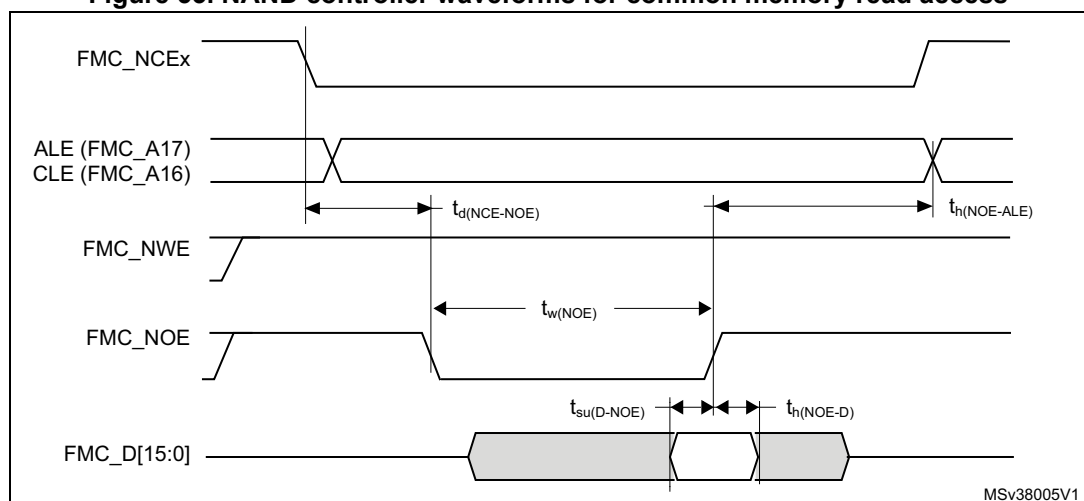 Figure 33. NAND controller waveforms for common memory read access
FMC_NCEx
ALE (FMC_A17)
CLE (FMC_A16)
td(NCE-NOE)
th(NOE-ALE)
FMC_NWE
tw(NOE)
FMC_NOE
tsu(D-NOE)
th(NOE-D)
FMC_D[15:0]
MSv38005V1